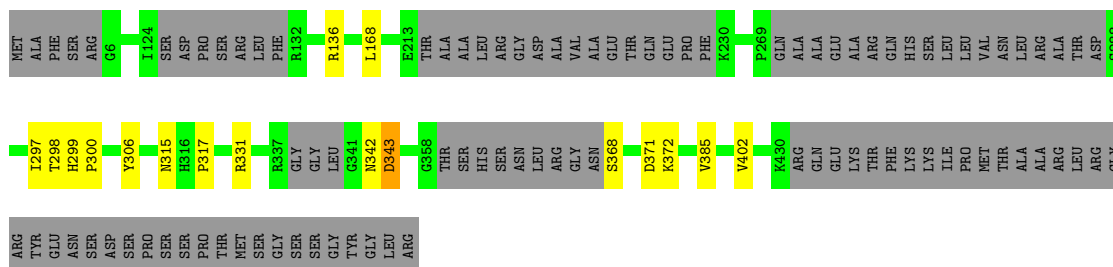 MET ALA PHE SER ARG G6 I124 SER ASP PRO SER ARG LEU PHE R132 R136 L168 E213 THR ALA ALA LEU ARG GLY ASP ALA VAL ALA GLU THR GLN GLU PRO PHE K230 P269 GLN ALA ALA GLU ALA ARG GLN HIS SER LEU LEU VAL ASN LEU ARG ALA THR ASP
I297 T298 H299 P300 Y306 N315 H316 P317 R331 R337 GLY GLY LEU G341 N342 D343 G358 THR SER HIS SER ASN LEU ARG GLY ASN S368 D371 K372 V385 V402 K430 ARG GLN GLU LYS THR PHE LYS LYS ILE PRO MET THR ALA ALA ARG LEU ARG GLY
ARG TYR GLU ASN SER ASP SER PRO SER SER PRO THR MET SER GLY SER SER GLY TYR GLY LEU ARG